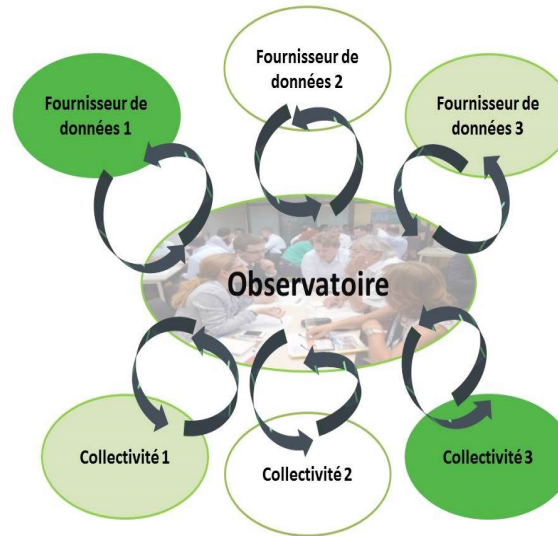 Fournisseur de
données 2
Fournisseur de
données 1
Fournisseur de
données 3
Observatoire
Collectivité 1
Collectivité 2
Collectivité 3